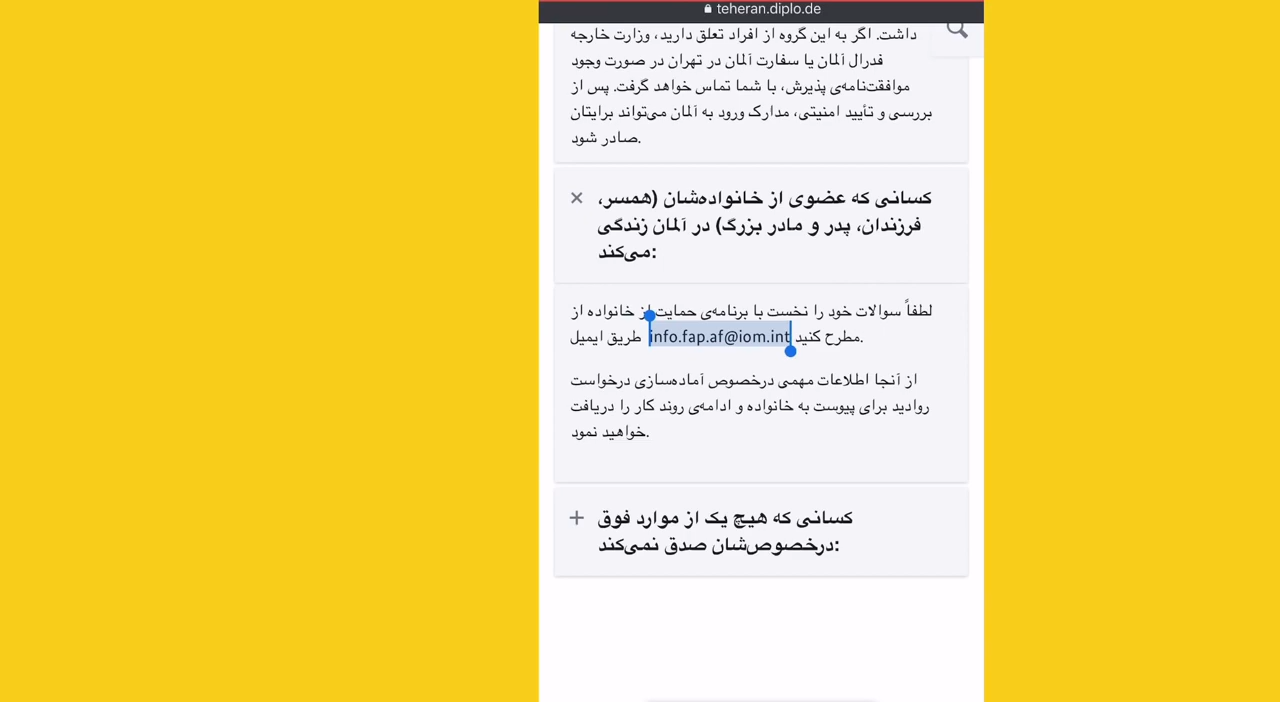 teheran.diplo.de
داشت. اگر به این گروه از افراد تعلق دارید، وزارت خارجه
فدرال آلمان یا سفارت آلمان در تهران در صورت وجود
موافقت‌نامه‌ی پذیرش، با شما تماس خواهد گرفت. پس از
بررسی و تأیید امنیتی، مدارک ورود به آلمان می‌تواند برایتان
صادر شود.
کسانی که عضوی از خانواده‌شان (همسر،
فرزندان، پدر و مادر بزرگ) در آلمان زندگی
می‌کند:
لطفاً سوالات خود را نخست با برنامه‌ی حمایت از خانواده از
طریق ایمیل info.fap.af@iom.int مطرح کنید.
از آنجا اطلاعات مهمی درخصوص آماده‌سازی درخواست
روادید برای پیوست به خانواده و ادامه‌ی روند کار را دریافت
خواهید نمود.
کسانی که هیچ یک از موارد فوق
درخصوص‌شان صدق نمی‌کند: